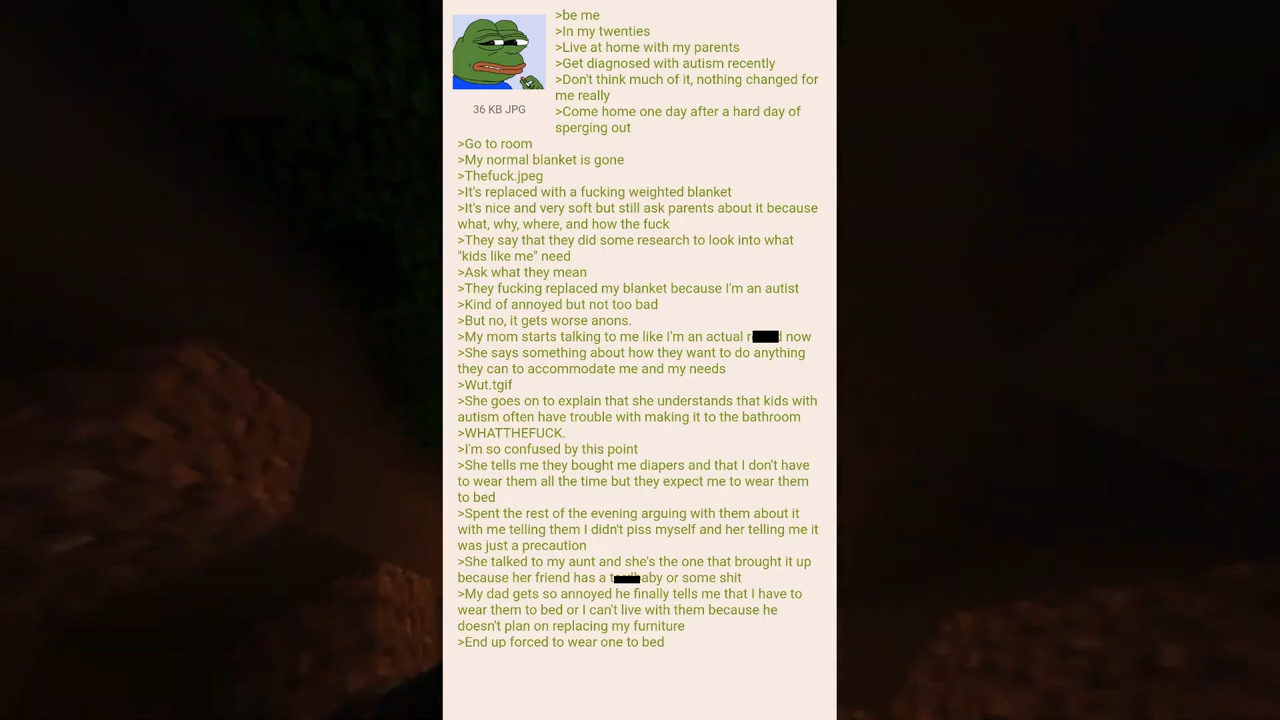 >be me
>In my twenties
>Live at home with my parents
>Get diagnosed with autism recently
>Don't think much of it, nothing changed for
me really
>Come home one day after a hard day of
sperging out
36 KB JPG
>Go to room
>My normal blanket is gone
>Thefuck.jpeg
>It's replaced with a fucking weighted blanket
>It's nice and very soft but still ask parents about it because
what, why, where, and how the fuck
>They say that they did some research to look into what
"kids like me" need
>Ask what they mean
>They fucking replaced my blanket because I'm an autist
>Kind of annoyed but not too bad
>But no, it gets worse anons.
>My mom starts talking to me like I'm an actual now
>She says something about how they want to do anything
they can to accommodate me and my needs
>Wut.tgif
>She goes on to explain that she understands that kids with
autism often have trouble with making it to the bathroom
>WHATTHEFUCK.
>I'm so confused by this point
>She tells me they bought me diapers and that I don't have
to wear them all the time but they expect me to wear them
to bed
>Spent the rest of the evening arguing with them about it
with me telling them I didn't piss myself and her telling me it
was just a precaution
>She talked to my aunt and she's the one that brought it up
because her friend has a or some shit
>My dad gets so annoyed he finally tells me that I have to
wear them to bed or I can't live with them because he
doesn't plan on replacing my furniture
>End up forced to wear one to bed